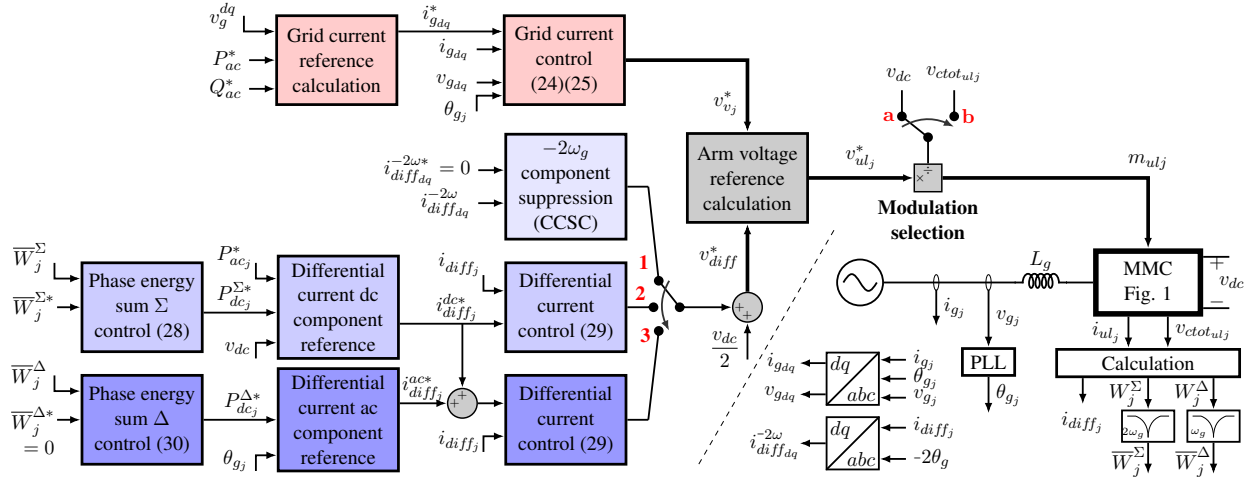 v_g^{dq}
P_{ac}^*
Q_{ac}^*
Grid current
reference
calculation
i_{g_{dq}}^*
i_{g_{dq}}
v_{g_{dq}}
θ_{g_j}
Grid current
control
(24)(25)
v_{v_j}^*
i_{diff_{dq}}^{-2ω*} = 0
i_{diff_{dq}}^{-2ω}
−2ω_g
component
suppression
(CCSC)
Arm voltage
reference
calculation
v_{ul_j}^*
v_{dc}
v_{ctot_{ulj}}
a
b
× ÷
Modulation
selection
m_{ul_j}
\overline{W}_j^Σ
\overline{W}_j^{Σ*}
Phase energy
sum Σ
control (28)
P_{ac_j}^*
P_{dc_j}^{Σ*}
v_{dc}
Differential
current dc
component
reference
i_{diff_j}
i_{diff_j}^{dc*}
Differential
current
control (29)
1
2
3
v_{diff}^*
+ +
v_{dc}
2
\overline{W}_j^Δ
\overline{W}_j^{Δ*}
= 0
Phase energy
sum Δ
control (30)
P_{dc_j}^{Δ*}
θ_{g_j}
Differential
current ac
component
reference
i_{diff_j}^{ac*}
+ +
i_{diff_j}
Differential
current
control (29)
L_g
MMC
Fig. 1
+
v_{dc}
−
i_{g_j}
v_{g_j}
PLL
θ_{g_j}
i_{ul_j}
v_{ctot_{ulj}}
Calculation
i_{diff_j}
W_j^Σ
W_j^Δ
2ω_g
ω_g
\overline{W}_j^Σ
\overline{W}_j^Δ
i_{g_{dq}}
v_{g_{dq}}
dq
abc
i_{g_j}
θ_{g_j}
v_{g_j}
i_{diff_{dq}}^{-2ω}
dq
abc
i_{diff_j}
-2θ_g